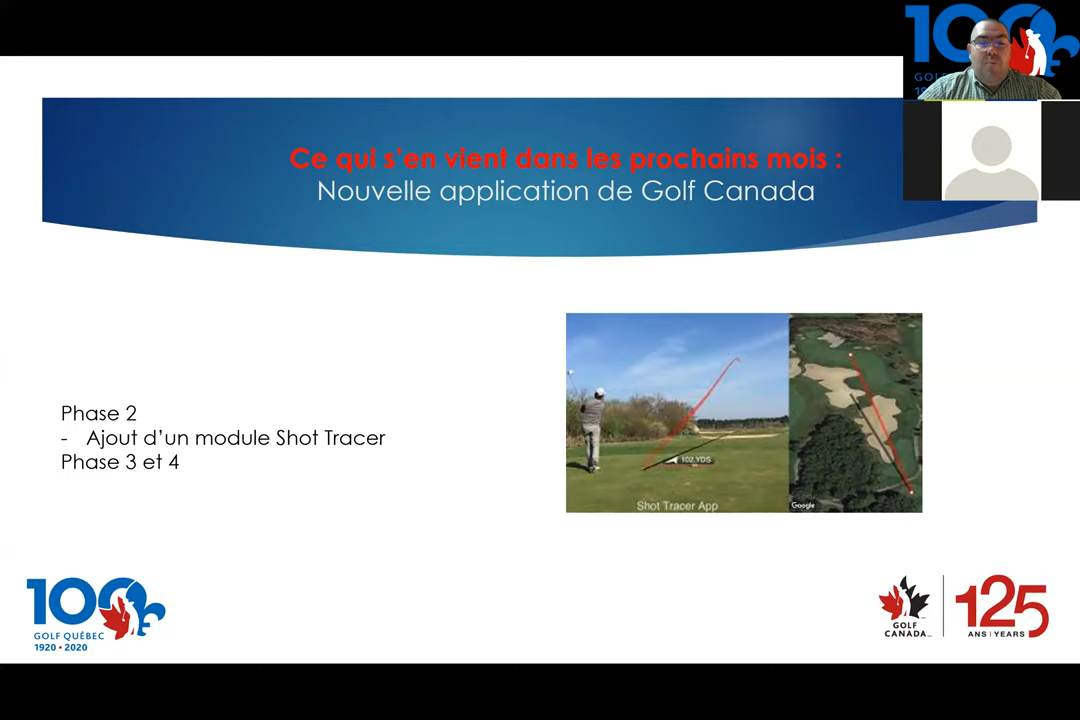 Ce qui s'en vient dans les prochains mois :
Nouvelle application de Golf Canada
Phase 2
- Ajout d'un module Shot Tracer
Phase 3 et 4
102 YDS
Shot Tracer App
Google
100
GOLF QUÉBEC
1920 • 2020
GOLF
CANADA
125
ANS | YEARS
100